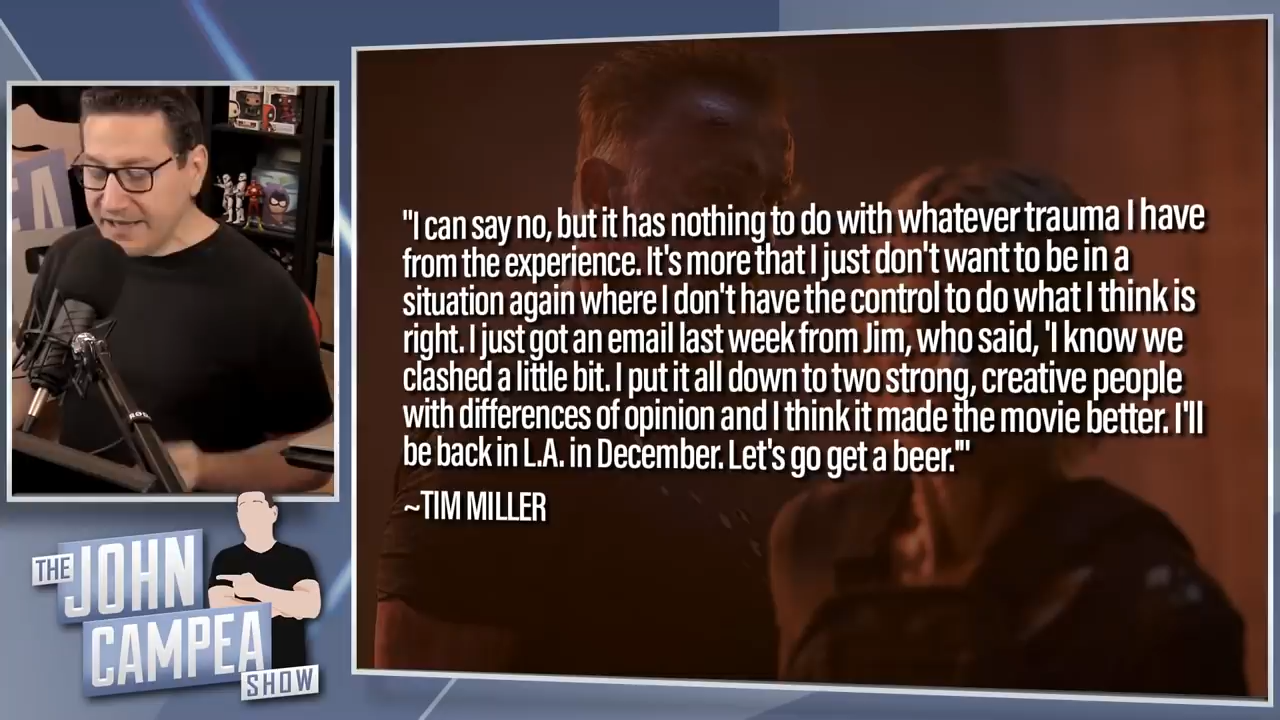 "I can say no, but it has nothing to do with whatever trauma I have
from the experience. It's more that I just don't want to be in a
situation again where I don't have the control to do what I think is
right. I just got an email last week from Jim, who said, 'I know we
clashed a little bit. I put it all down to two strong, creative people
with differences of opinion and I think it made the movie better. I'll
be back in L.A. in December. Let's go get a beer.'"
~TIM MILLER
THE
JOHN
CAMPEA
SHOW